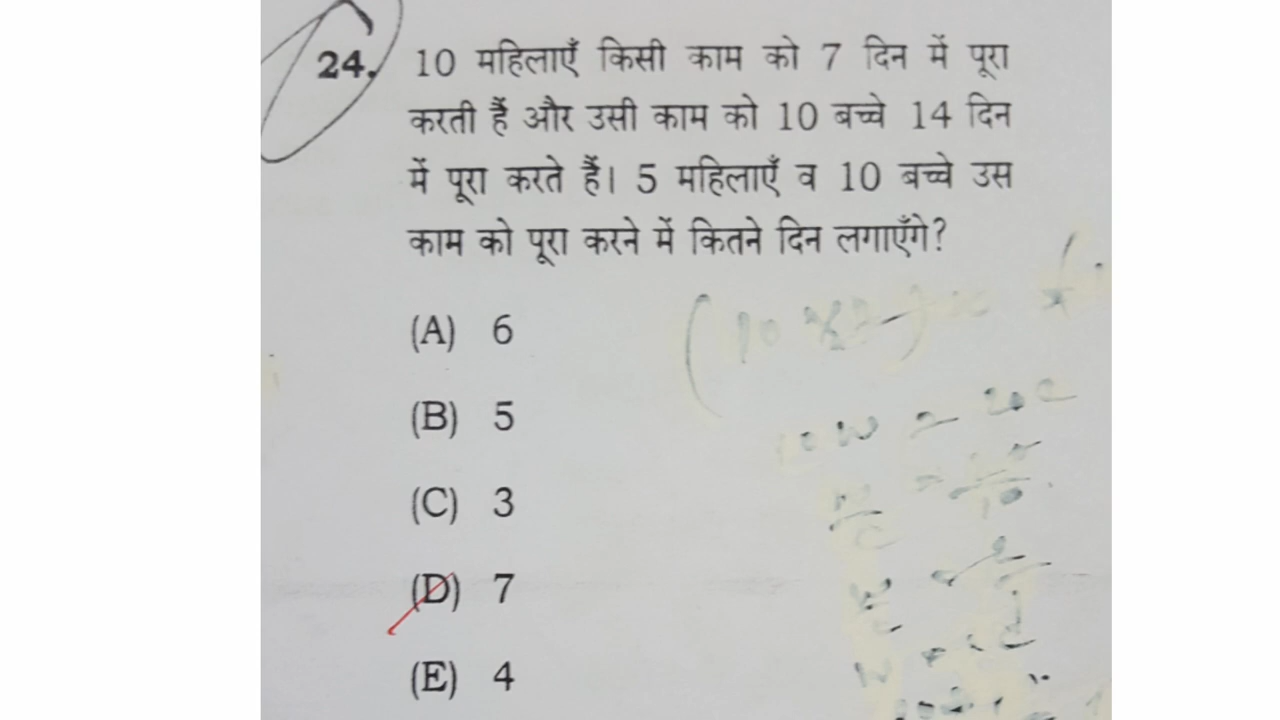 24. 10 महिलाएँ किसी काम को 7 दिन में पूरा
करती हैं और उसी काम को 10 बच्चे 14 दिन
में पूरा करते हैं। 5 महिलाएँ व 10 बच्चे उस
काम को पूरा करने में कितने दिन लगाएँगे?
(A) 6
(B) 5
(C) 3
(D) 7
(E) 4